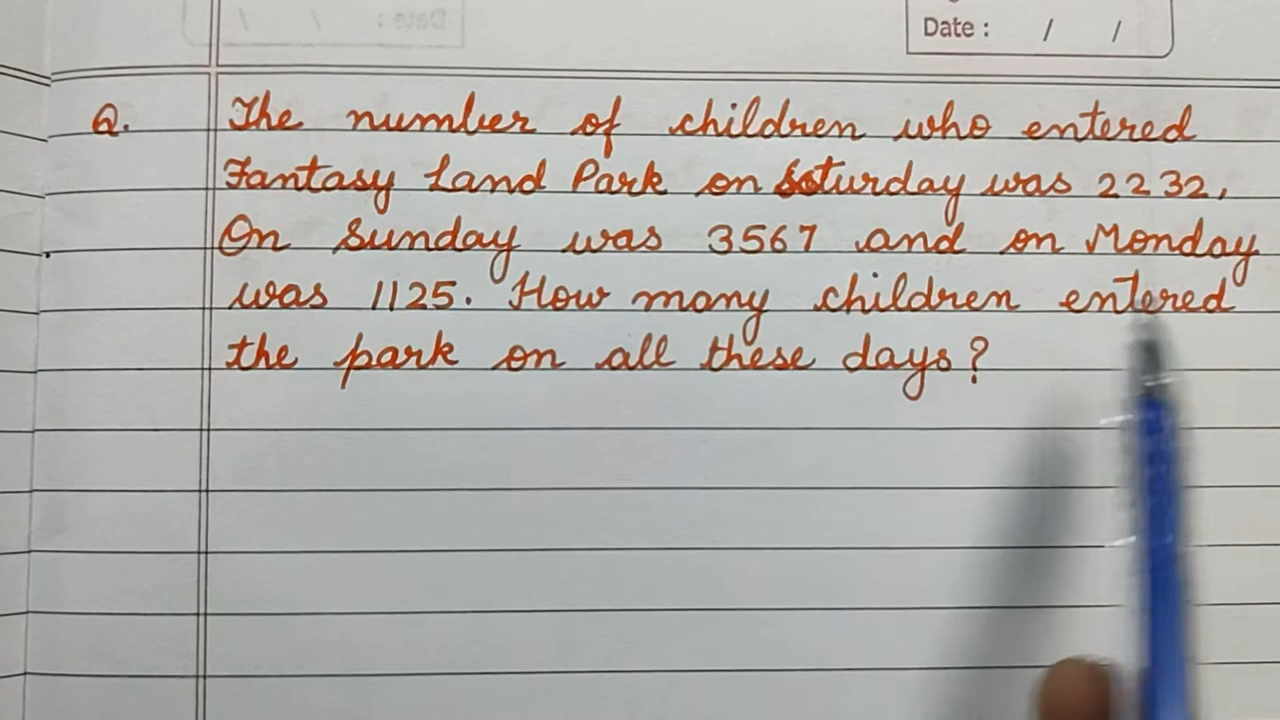 Date : / /
Q. The number of children who entered
Fantasy Land Park on Saturday was 2232,
On Sunday was 3567 and on Monday
was 1125. How many children entered
the park on all these days?